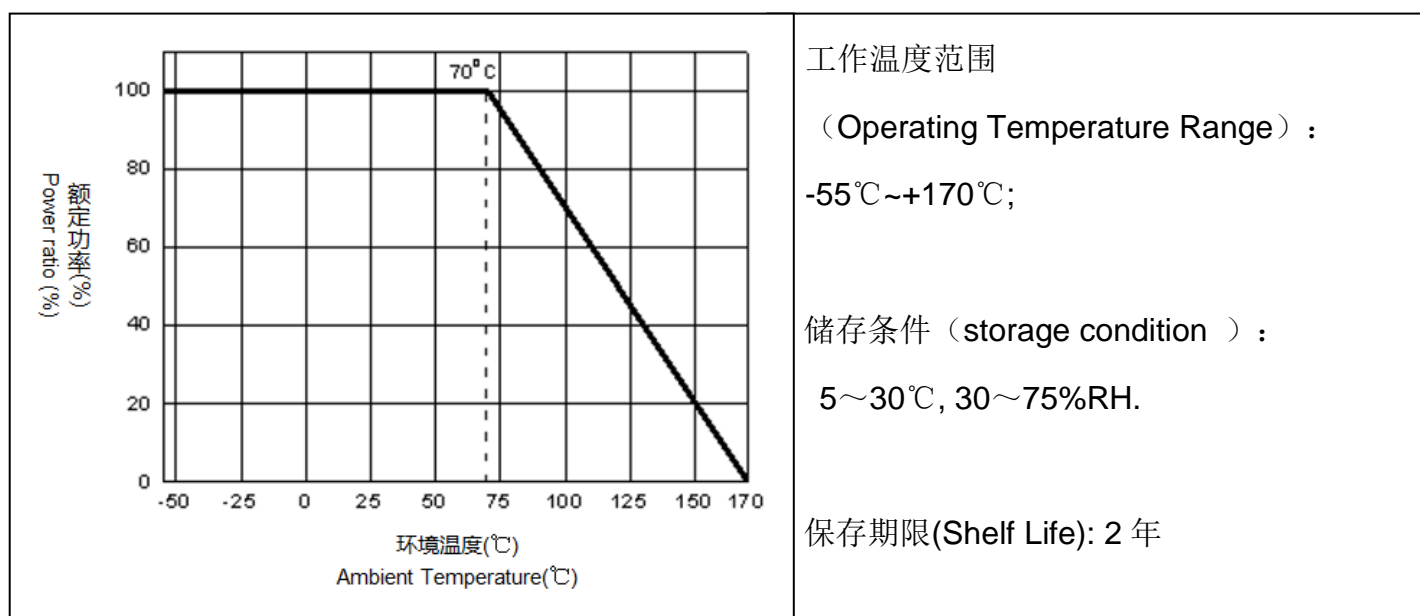 70°C
100
80
60
40
20
0
-50 -25 0 25 50 75 100 125 150 170
额定功率(%)
Power ratio (%)
环境温度(℃)
Ambient Temperature(℃)
工作温度范围
（Operating Temperature Range）：
-55℃~+170℃;
储存条件（storage condition ）：
5～30℃, 30～75%RH.
保存期限(Shelf Life): 2 年